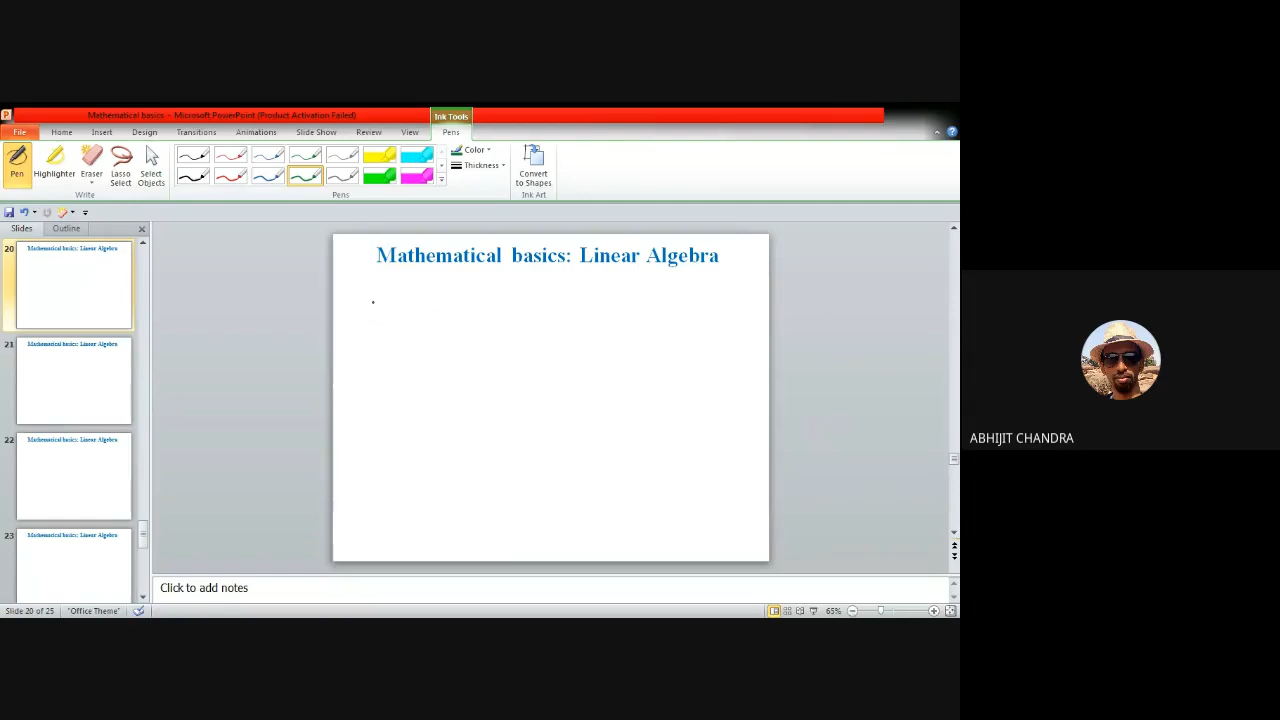 Mathematical basics - Microsoft PowerPoint (Product Activation Failed)
Ink Tools
File Home Insert Design Transitions Animations Slide Show Review View Pens
Pen Highlighter Eraser Lasso Select Select Objects
Color
Thickness
Convert to Shapes
Write Pens Ink Art
Slides Outline
20 Mathematical basics: Linear Algebra
21 Mathematical basics: Linear Algebra
22 Mathematical basics: Linear Algebra
23 Mathematical basics: Linear Algebra
Mathematical basics: Linear Algebra
ABHIJIT CHANDRA
Click to add notes
Slide 20 of 25 "Office Theme" 65%